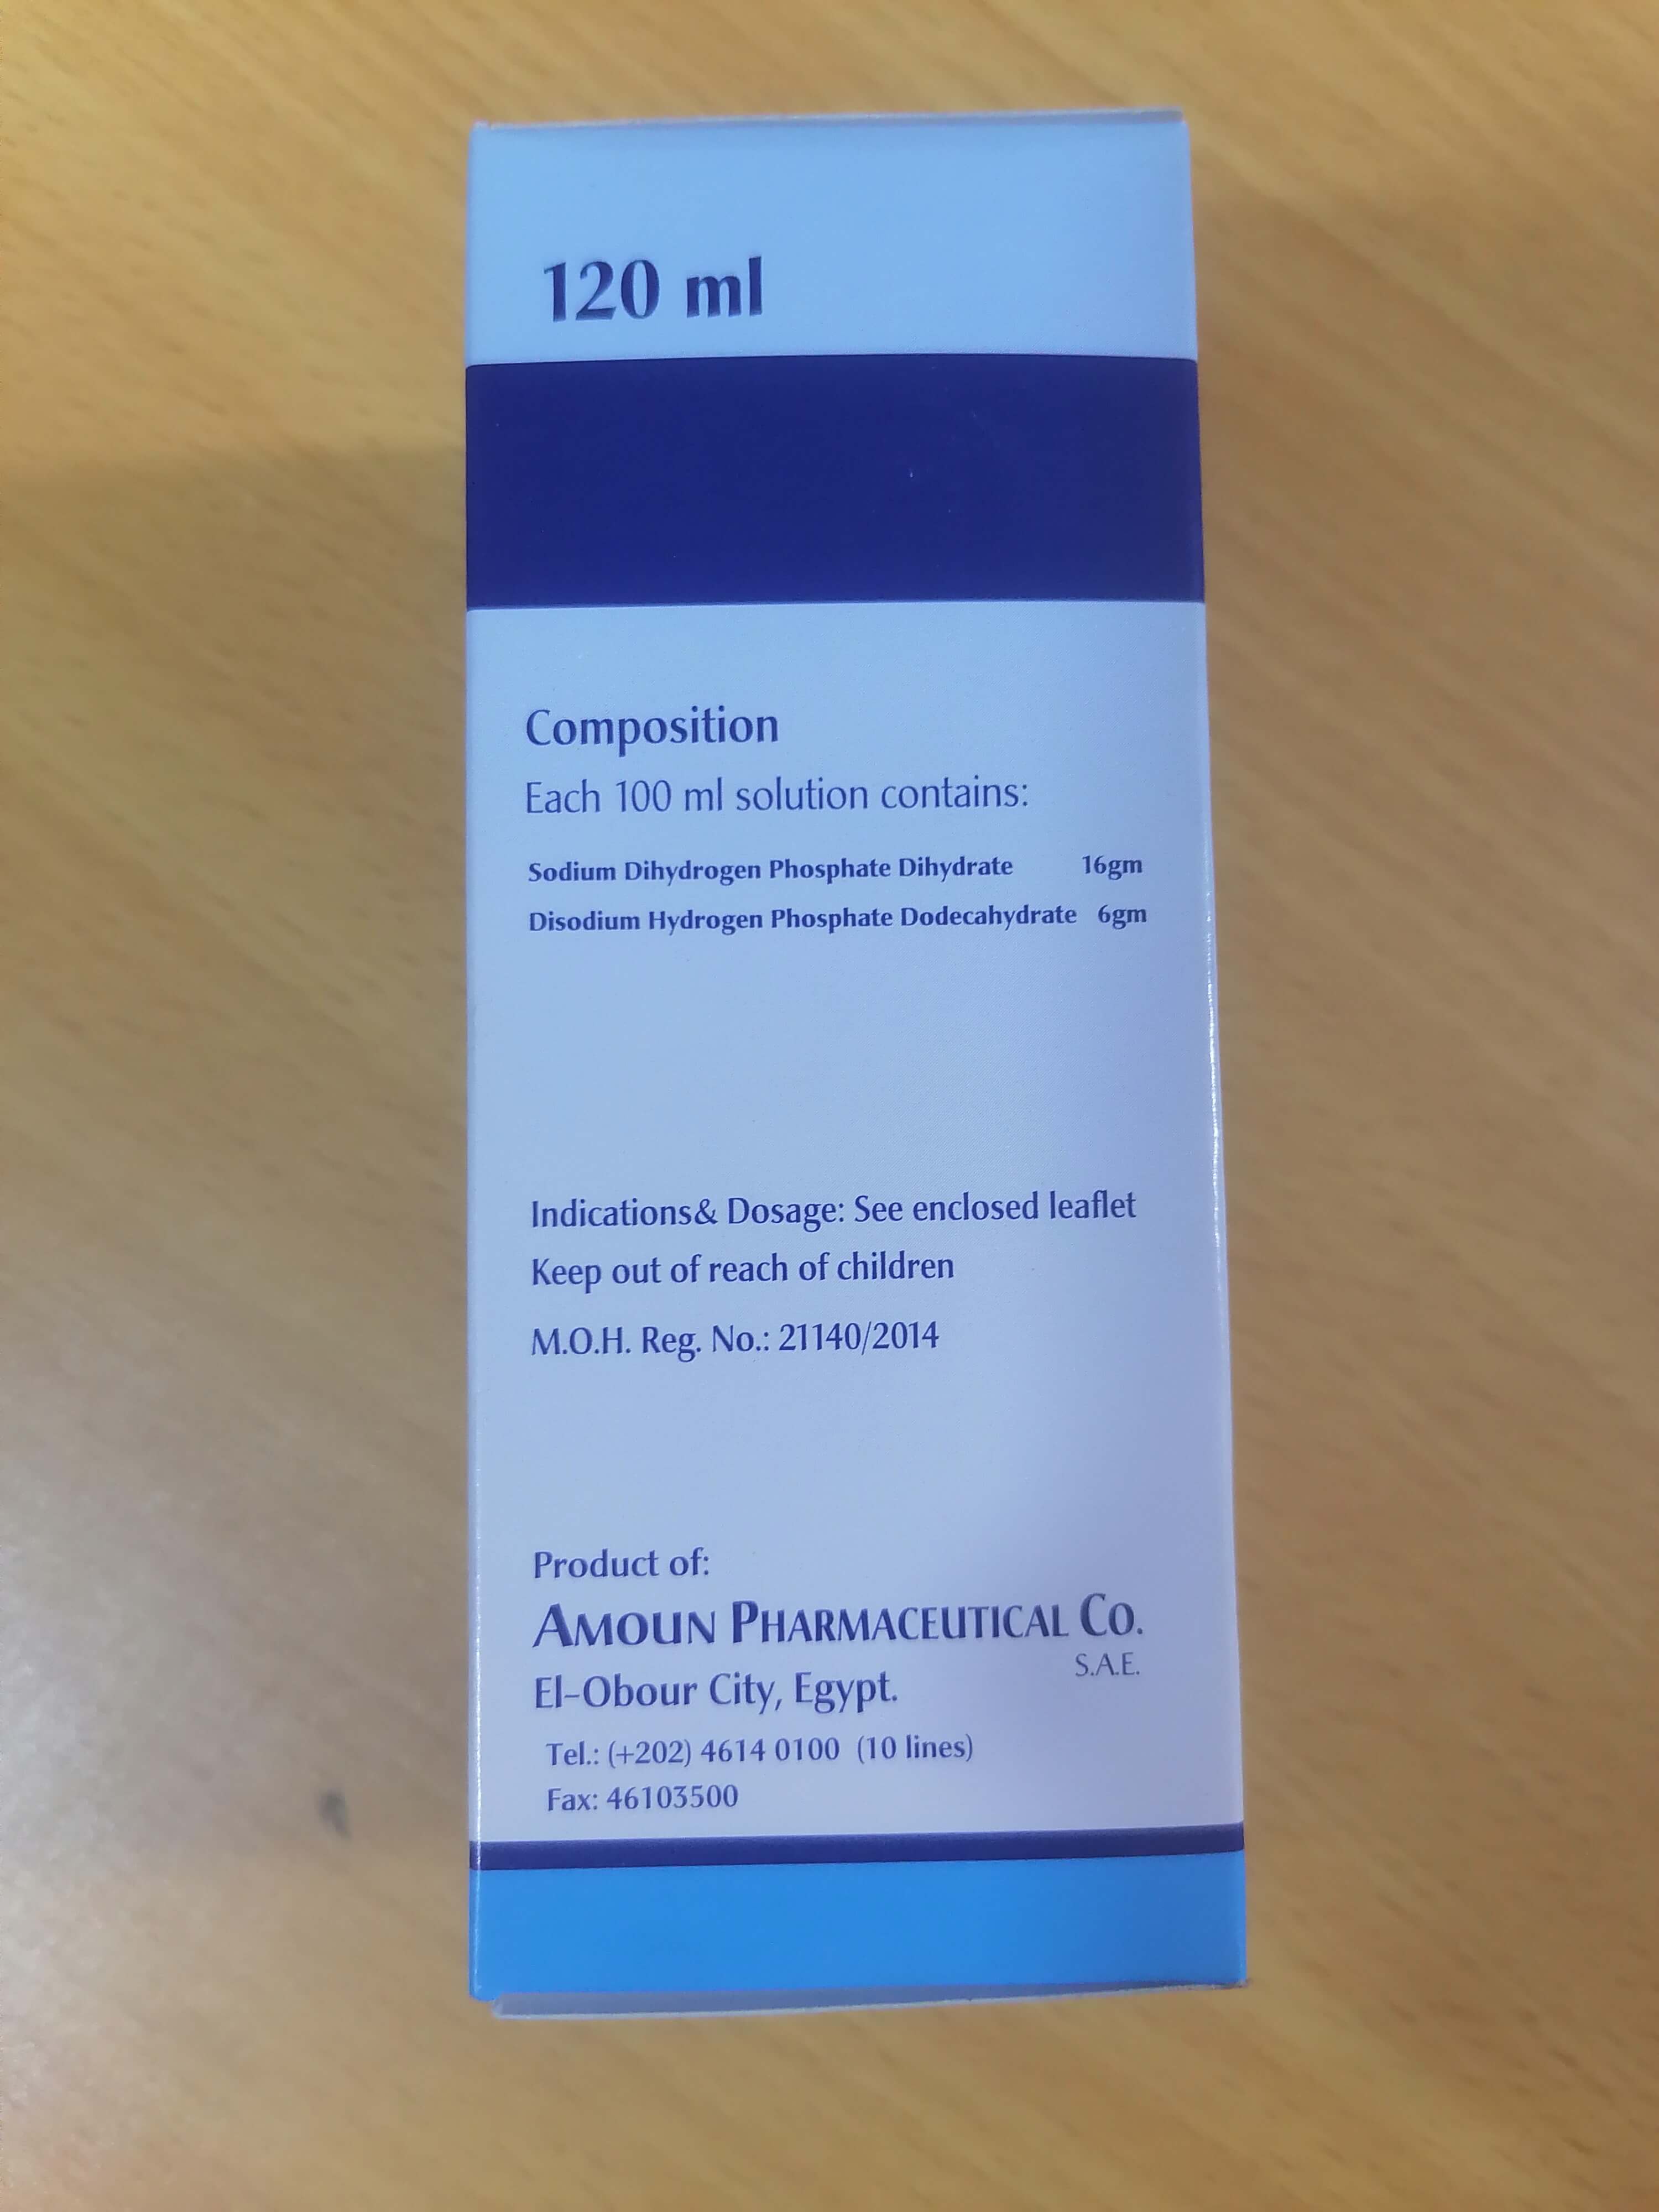 120 ml
Composition
Each 100 ml solution contains:
Sodium Dihydrogen Phosphate Dihydrate 16gm
Disodium Hydrogen Phosphate Dodecahydrate 6gm
Indications& Dosage: See enclosed leaflet
Keep out of reach of children
M.O.H. Reg. No.: 21140/2014
Product of:
AMOUN PHARMACEUTICAL CO.
S.A.E.
El-Obour City, Egypt.
Tel.: (+202) 4614 0100 (10 lines)
Fax: 46103500